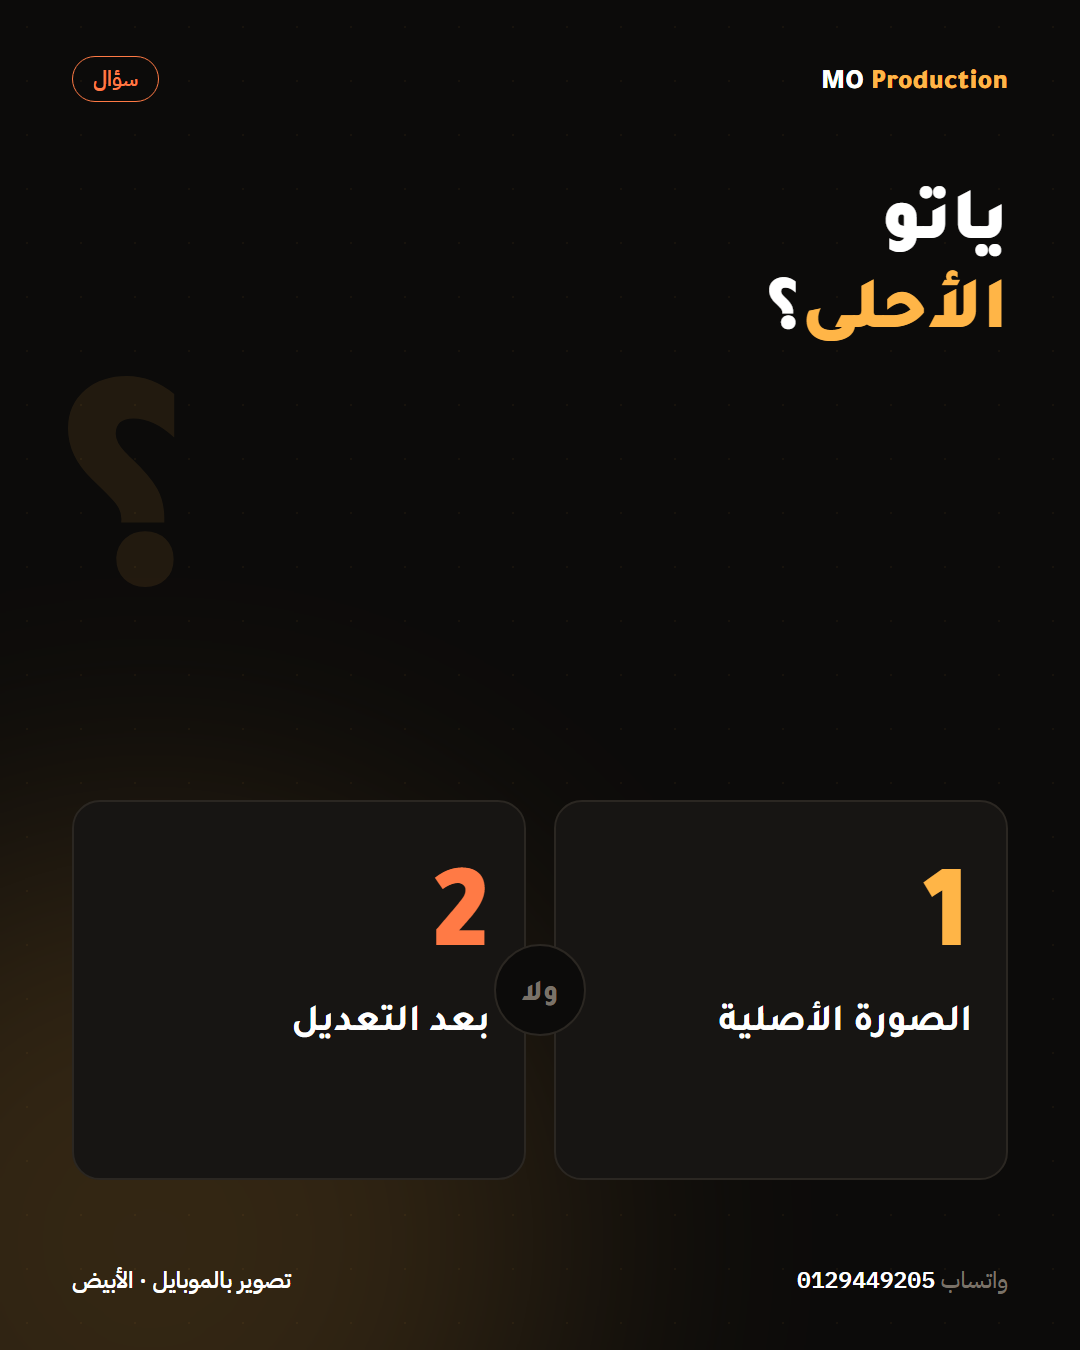 MO Production
سؤال
ياتو
الأحلى؟
؟
1
الصورة الأصلية
ولا
2
بعد التعديل
واتساب 0129449205
تصوير بالموبايل · الأبيض